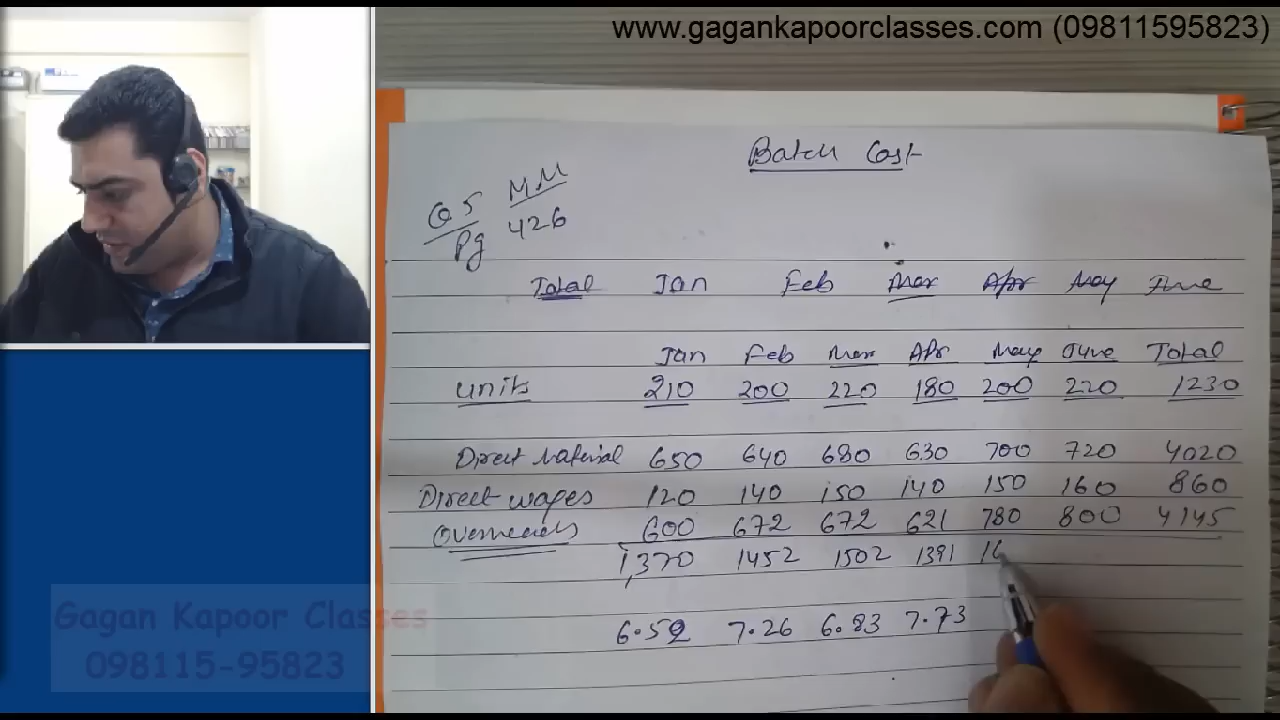 www.gagankapoorclasses.com (09811595823)
Batch Cost
Q5 M.M
Pg 426
Total Jan Feb Mar Apr May June
Jan Feb Mar Apr May June Total
Units 210 200 220 180 200 220 1230
Direct Material 650 640 680 630 700 720 4020
Direct wages 120 140 150 140 150 160 860
Overheads 600 672 672 621 780 800 4145
1,370 1452 1502 1391 16
6.52 7.26 6.83 7.73
Gagan Kapoor Classes
098115-95823